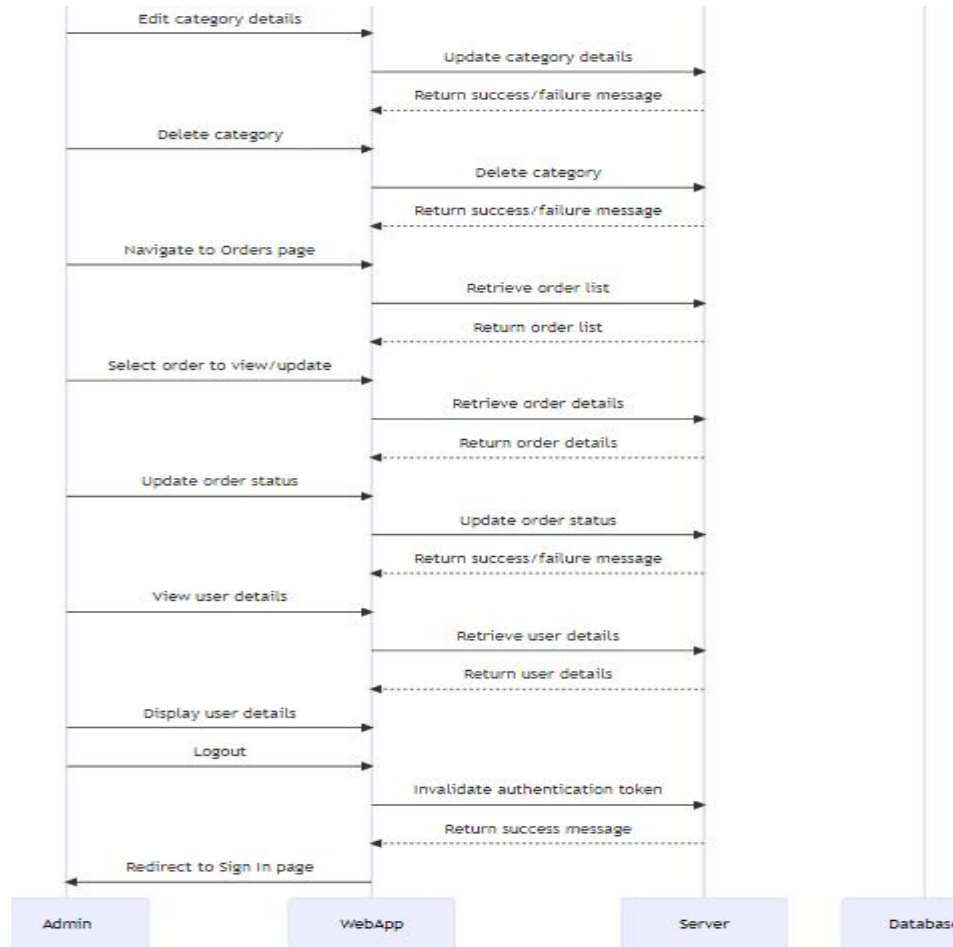 Edit category details
Update category details
Return success/failure message
Delete category
Delete category
Return success/failure message
Navigate to Orders page
Retrieve order list
Return order list
Select order to view/update
Retrieve order details
Return order details
Update order status
Update order status
Return success/failure message
View user details
Retrieve user details
Return user details
Display user details
Logout
Invalidate authentication token
Return success message
Redirect to Sign In page
Admin
WebApp
Server
Database